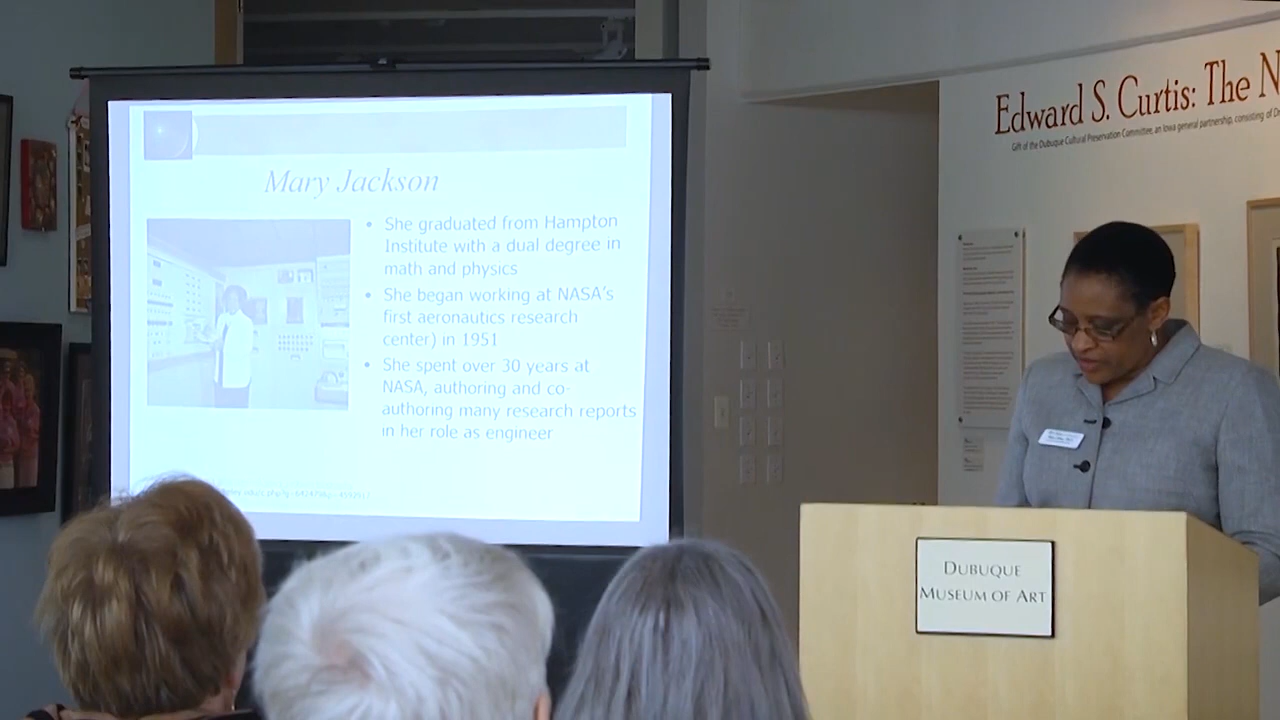 Mary Jackson
• She graduated from Hampton
Institute with a dual degree in
math and physics
• She began working at NASA's
first aeronautics research
center) in 1951
• She spent over 30 years at
NASA, authoring and co-
authoring many research reports
in her role as engineer
Edward S. Curtis: The N
Gift of the Dubuque Cultural Preservation Committee, an Iowa general partnership, consisting of D
DUBUQUE
MUSEUM OF ART